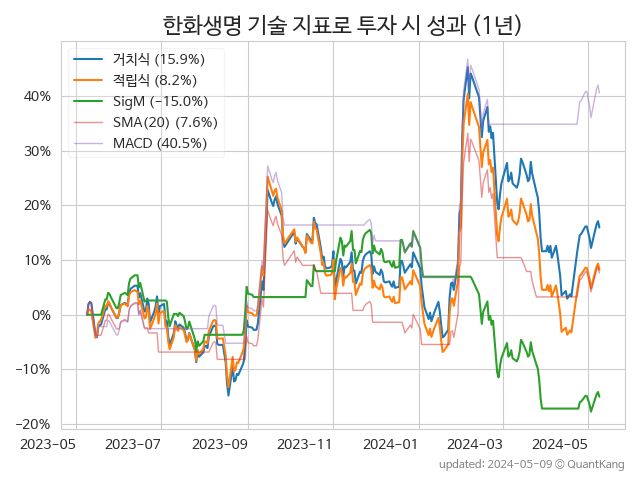 한화생명 기술 지표로 투자 시 성과 (1년)
거치식 (15.9%)
적립식 (8.2%)
SigM (−15.0%)
SMA(20) (7.6%)
MACD (40.5%)
40%
30%
20%
10%
0%
−10%
−20%
2023-05 2023-07 2023-09 2023-11 2024-01 2024-03 2024-05
updated: 2024-05-09 © QuantKang